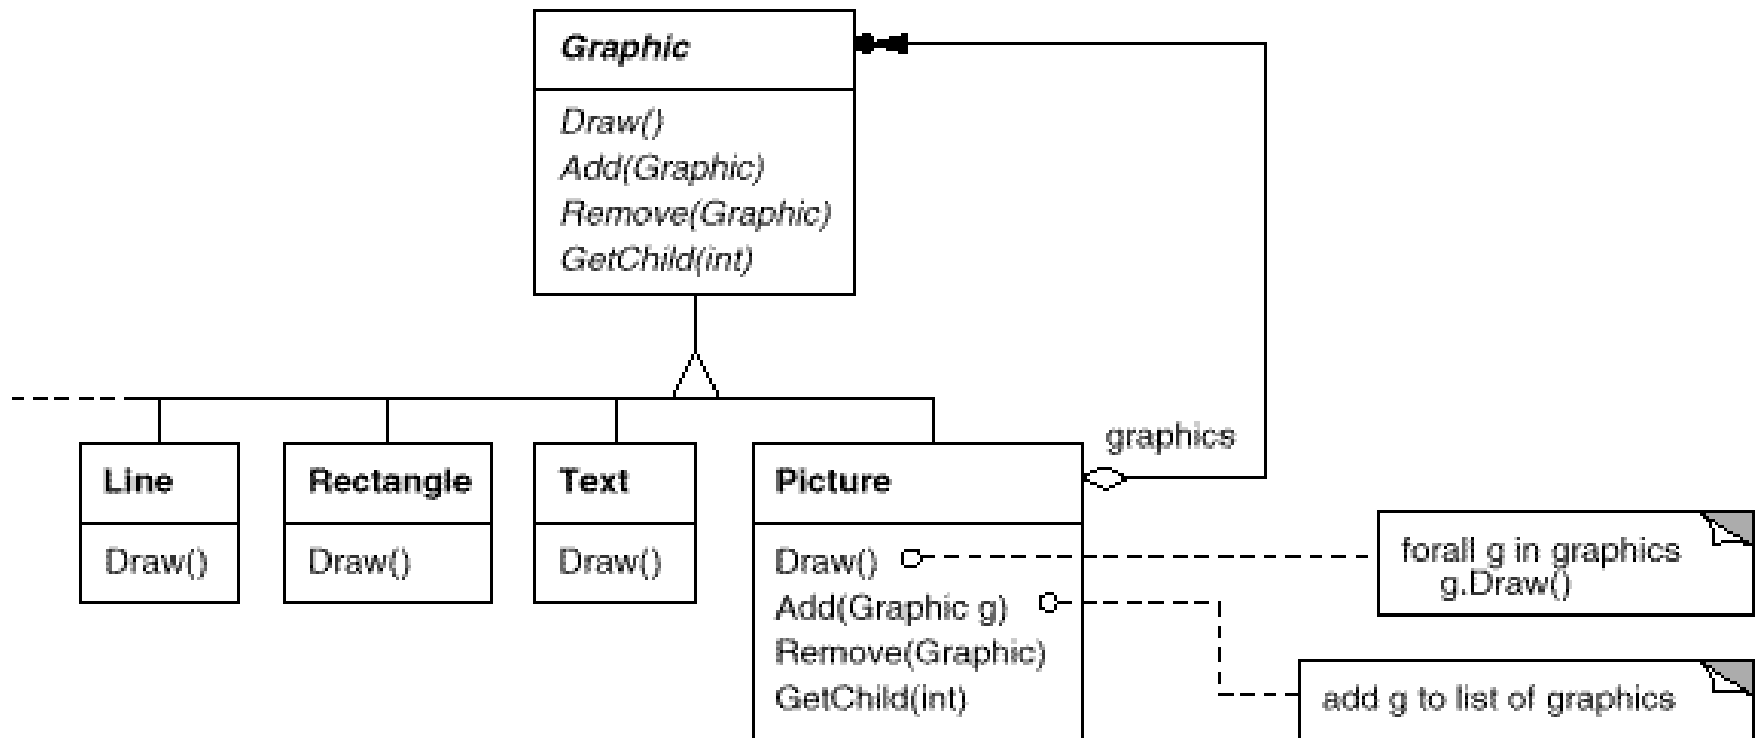 Graphic
Draw()
Add(Graphic)
Remove(Graphic)
GetChild(int)
graphics
Line
Draw()
Rectangle
Draw()
Text
Draw()
Picture
Draw()
Add(Graphic g)
Remove(Graphic)
GetChild(int)
forall g in graphics
g.Draw()
add g to list of graphics